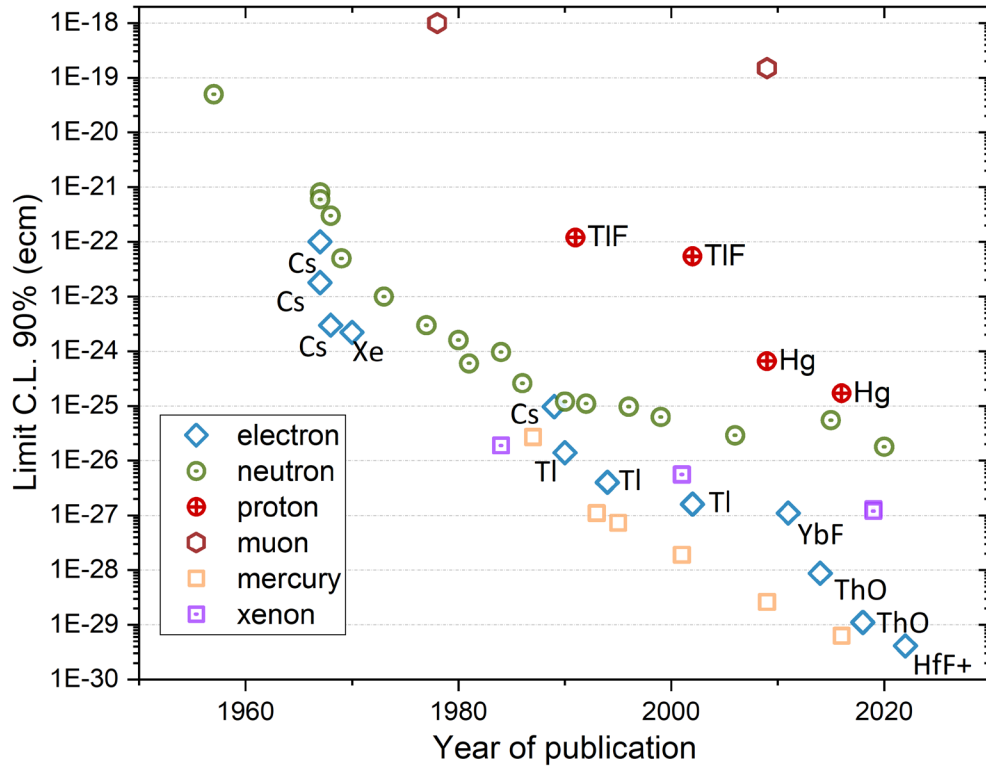 1E-18
1E-19
1E-20
1E-21
1E-22
1E-23
1E-24
1E-25
1E-26
1E-27
1E-28
1E-29
1E-30
Limit C.L. 90% (ecm)
TlF
TlF
Cs
Cs
Cs
Xe
Hg
Hg
Cs
Tl
Tl
Tl
YbF
ThO
ThO
HfF+
electron
neutron
proton
muon
mercury
xenon
1960
1980
2000
2020
Year of publication